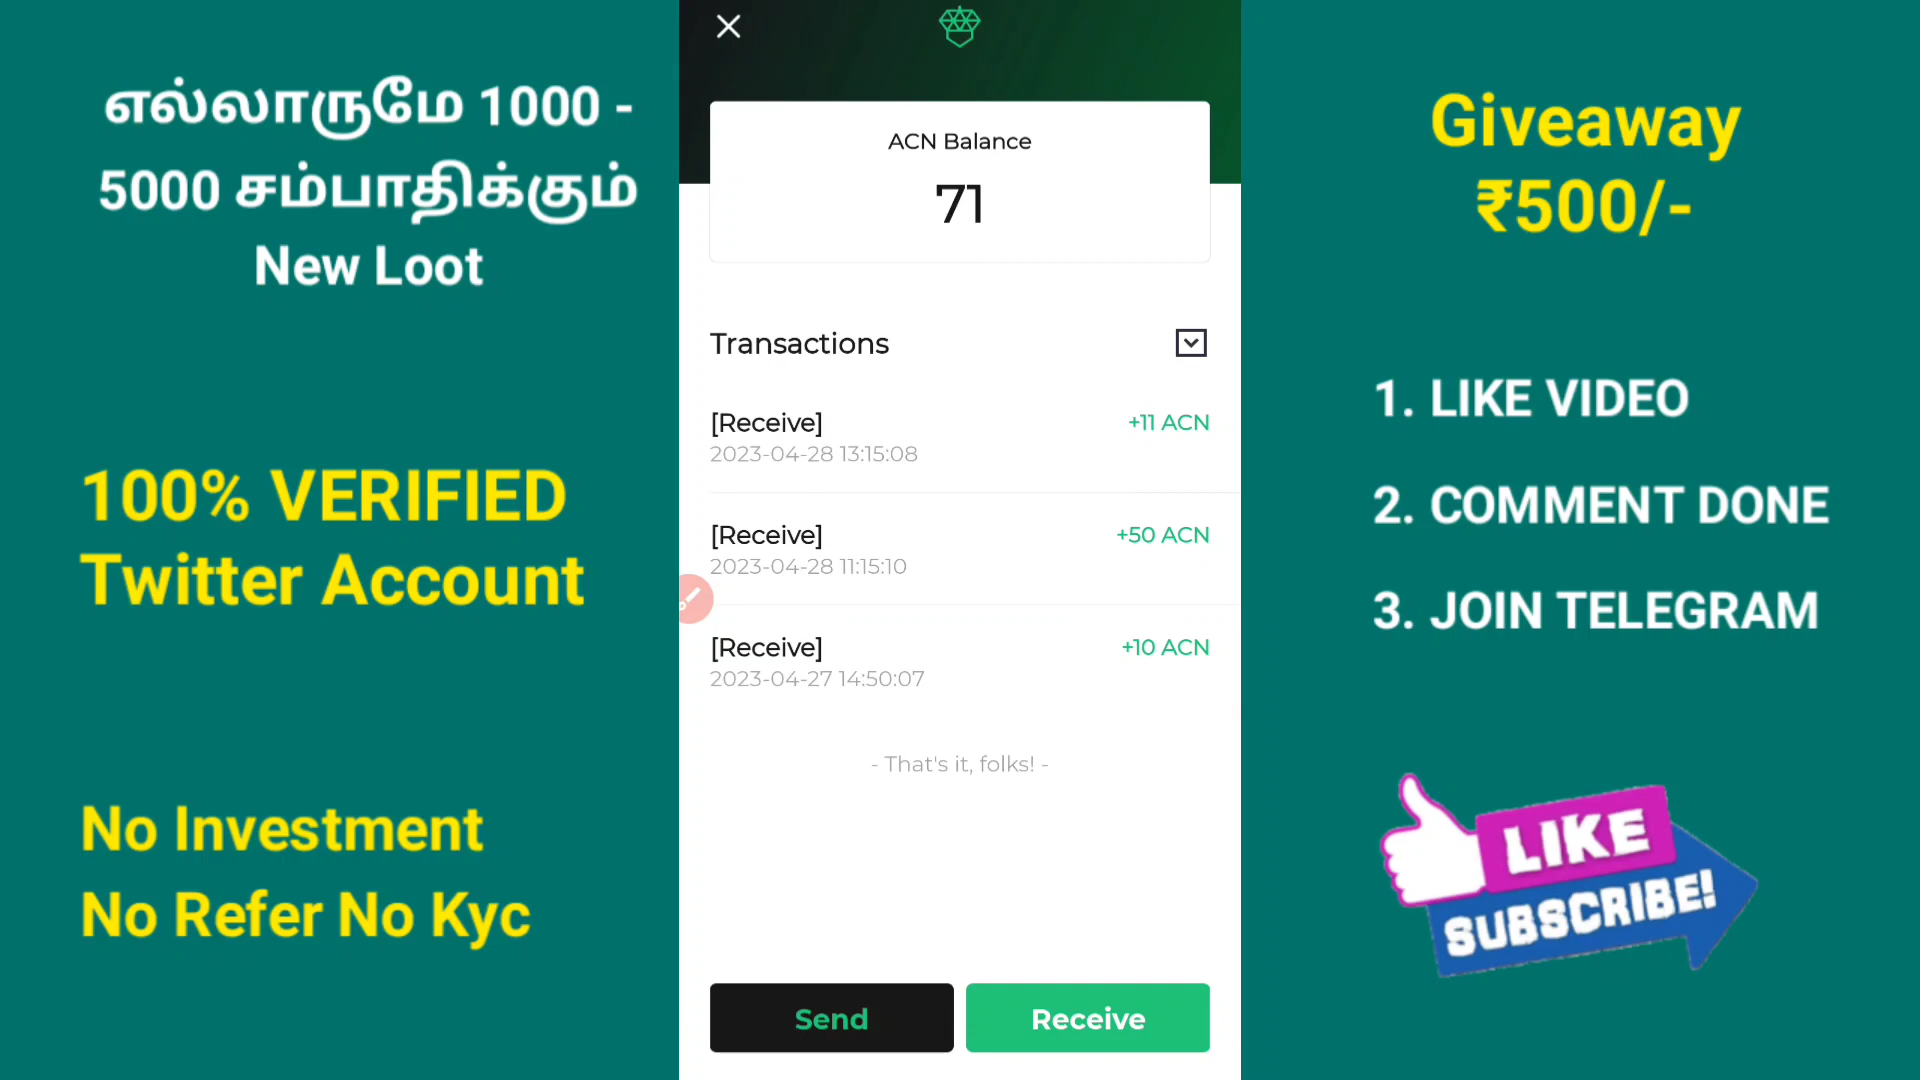 எல்லாருமே 1000 -
5000 சம்பாதிக்கும்
New Loot
100% VERIFIED
Twitter Account
No Investment
No Refer No Kyc
ACN Balance
71
Transactions
[Receive]
+11 ACN
2023-04-28 13:15:08
[Receive]
+50 ACN
2023-04-28 11:15:10
[Receive]
+10 ACN
2023-04-27 14:50:07
- That's it, folks! -
Send
Receive
Giveaway
₹500/-
1. LIKE VIDEO
2. COMMENT DONE
3. JOIN TELEGRAM
LIKE
SUBSCRIBE!